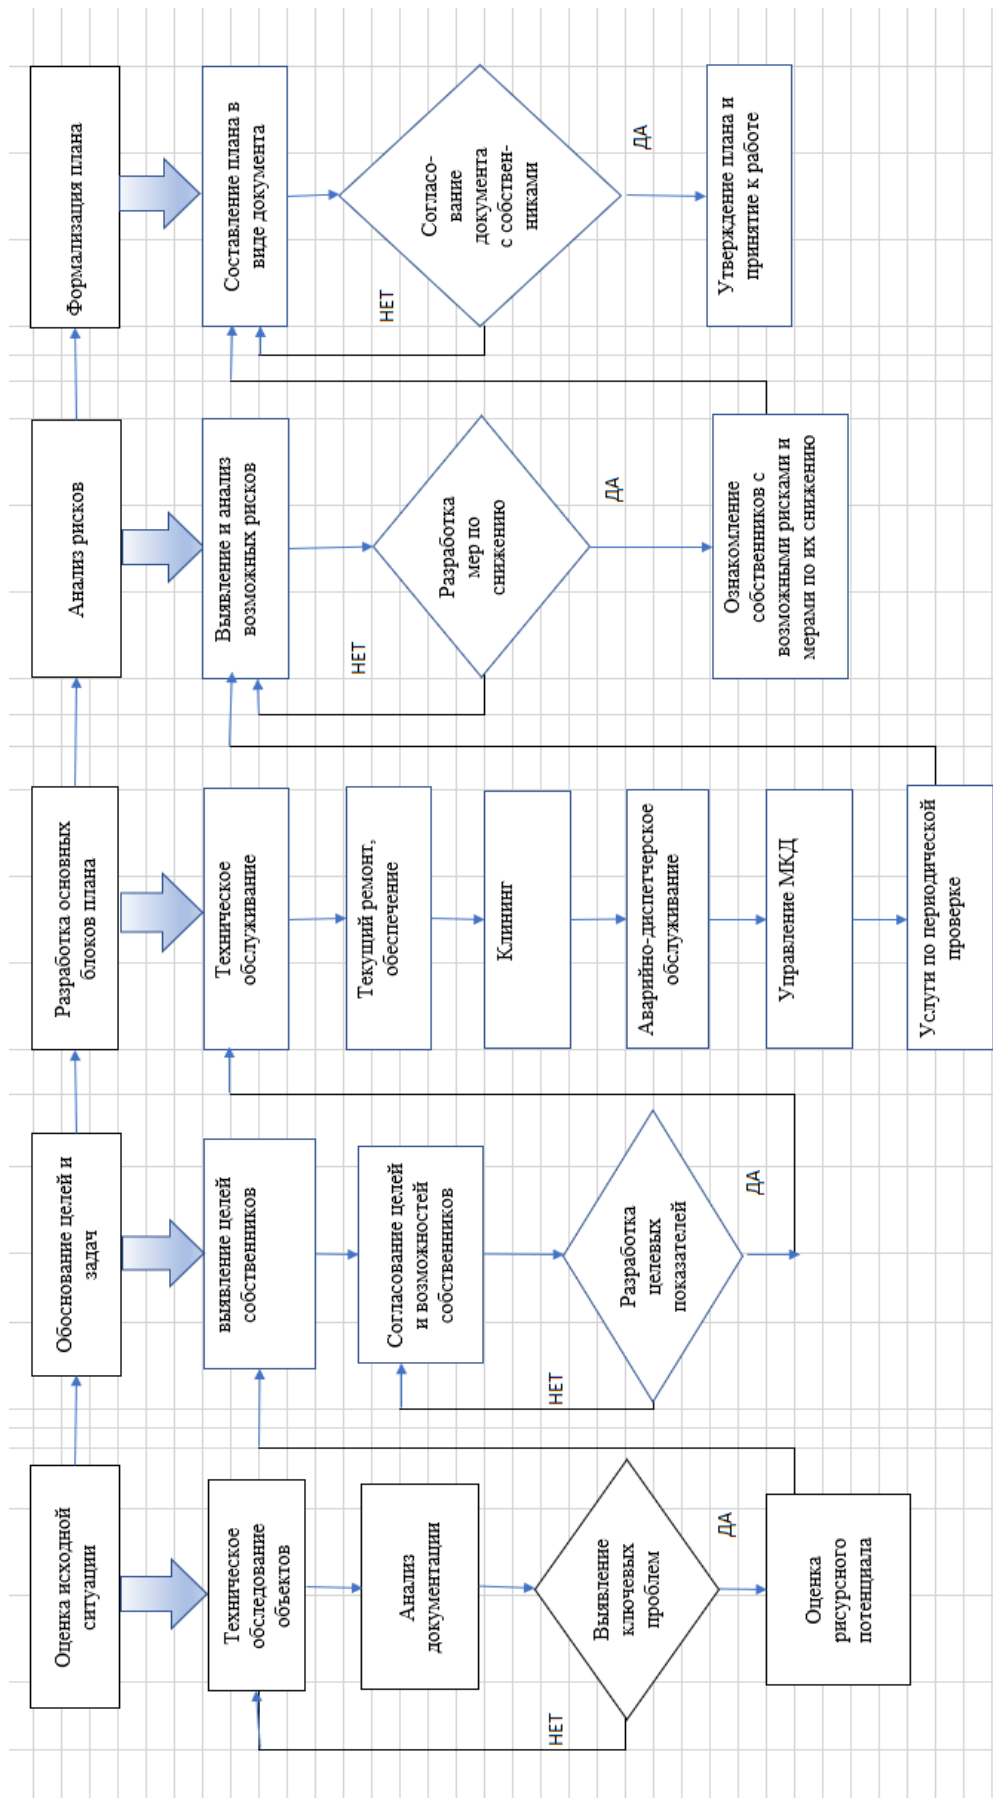 Оценка исходной
ситуации
Обоснование целей и
задач
Разработка основных
блоков плана
Анализ рисков
Формализация плана
Техническое
обследование
объектов
Анализ
документации
Выявление
ключевых
проблем
НЕТ
ДА
Оценка
рисурсного
потенциала
выявление целей
собственников
Согласование целей
и возможностей
собственников
Разработка
целевых
показателей
НЕТ
ДА
Техническое
обслуживание
Текущий ремонт,
обеспечение
Клининг
Аварийно-диспетчерское
обслуживание
Управление МКД
Услуги по периодической
проверке
Выявление и анализ
возможных рисков
Разработка
мер по
снижению
НЕТ
ДА
Ознакомление
собственников с
возможными рисками и
мерами по их снижению
Составление плана в
виде документа
Согласо-
вание
документа
с собствен-
никами
НЕТ
ДА
Утверждение плана и
принятие к работе